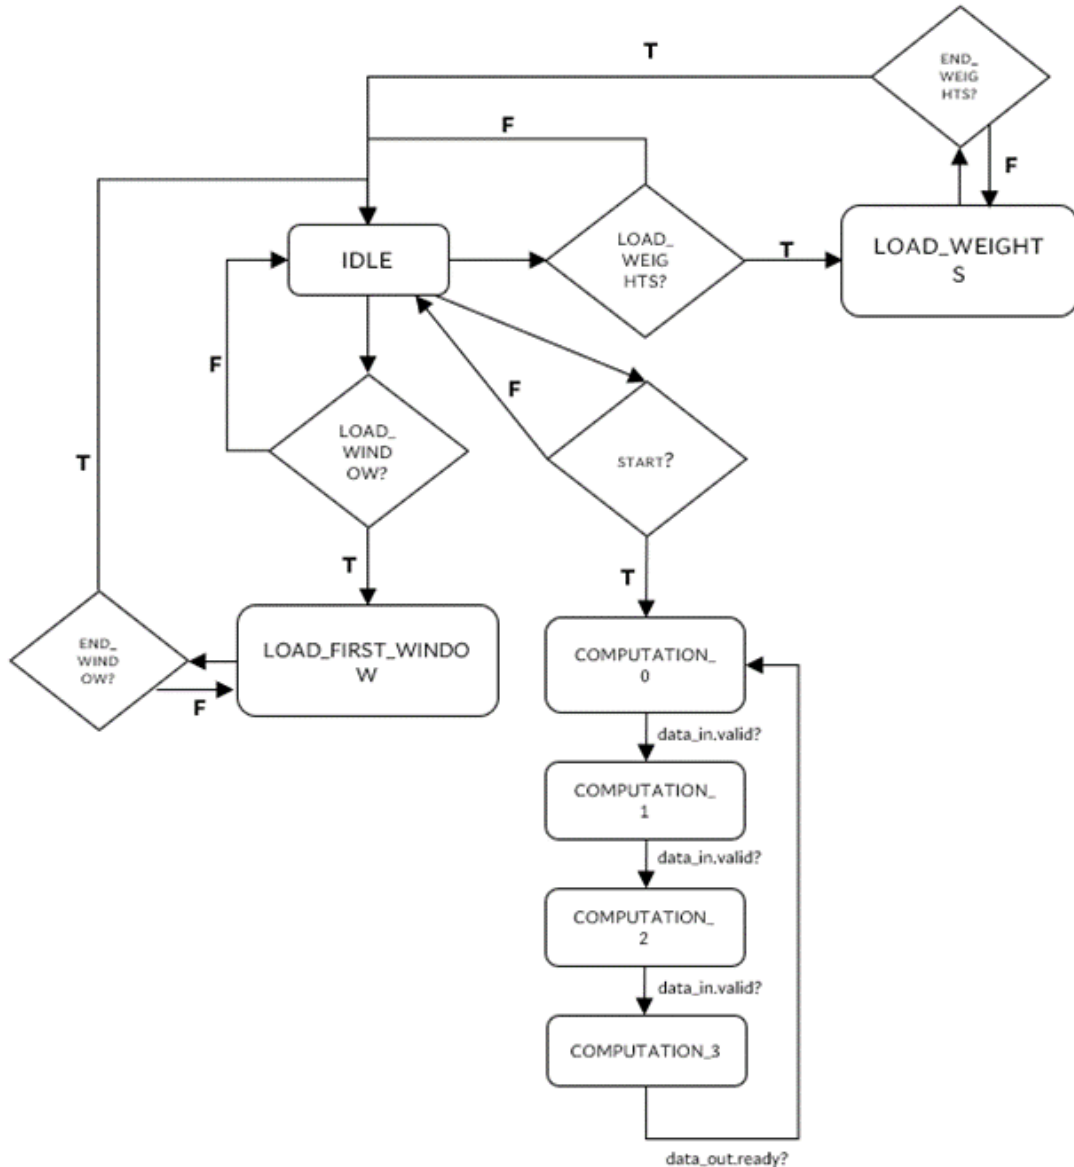 T
END_
WEIG
HTS?
F
F
LOAD_WEIGHT
S
IDLE
LOAD_
WEIG
HTS?
T
F
F
LOAD_
WIND
OW?
START?
T
T
T
END_
WIND
OW?
F
LOAD_FIRST_WINDO
W
COMPUTATION_
0
data_in.valid?
COMPUTATION_
1
data_in.valid?
COMPUTATION_
2
data_in.valid?
COMPUTATION_3
data_out.ready?